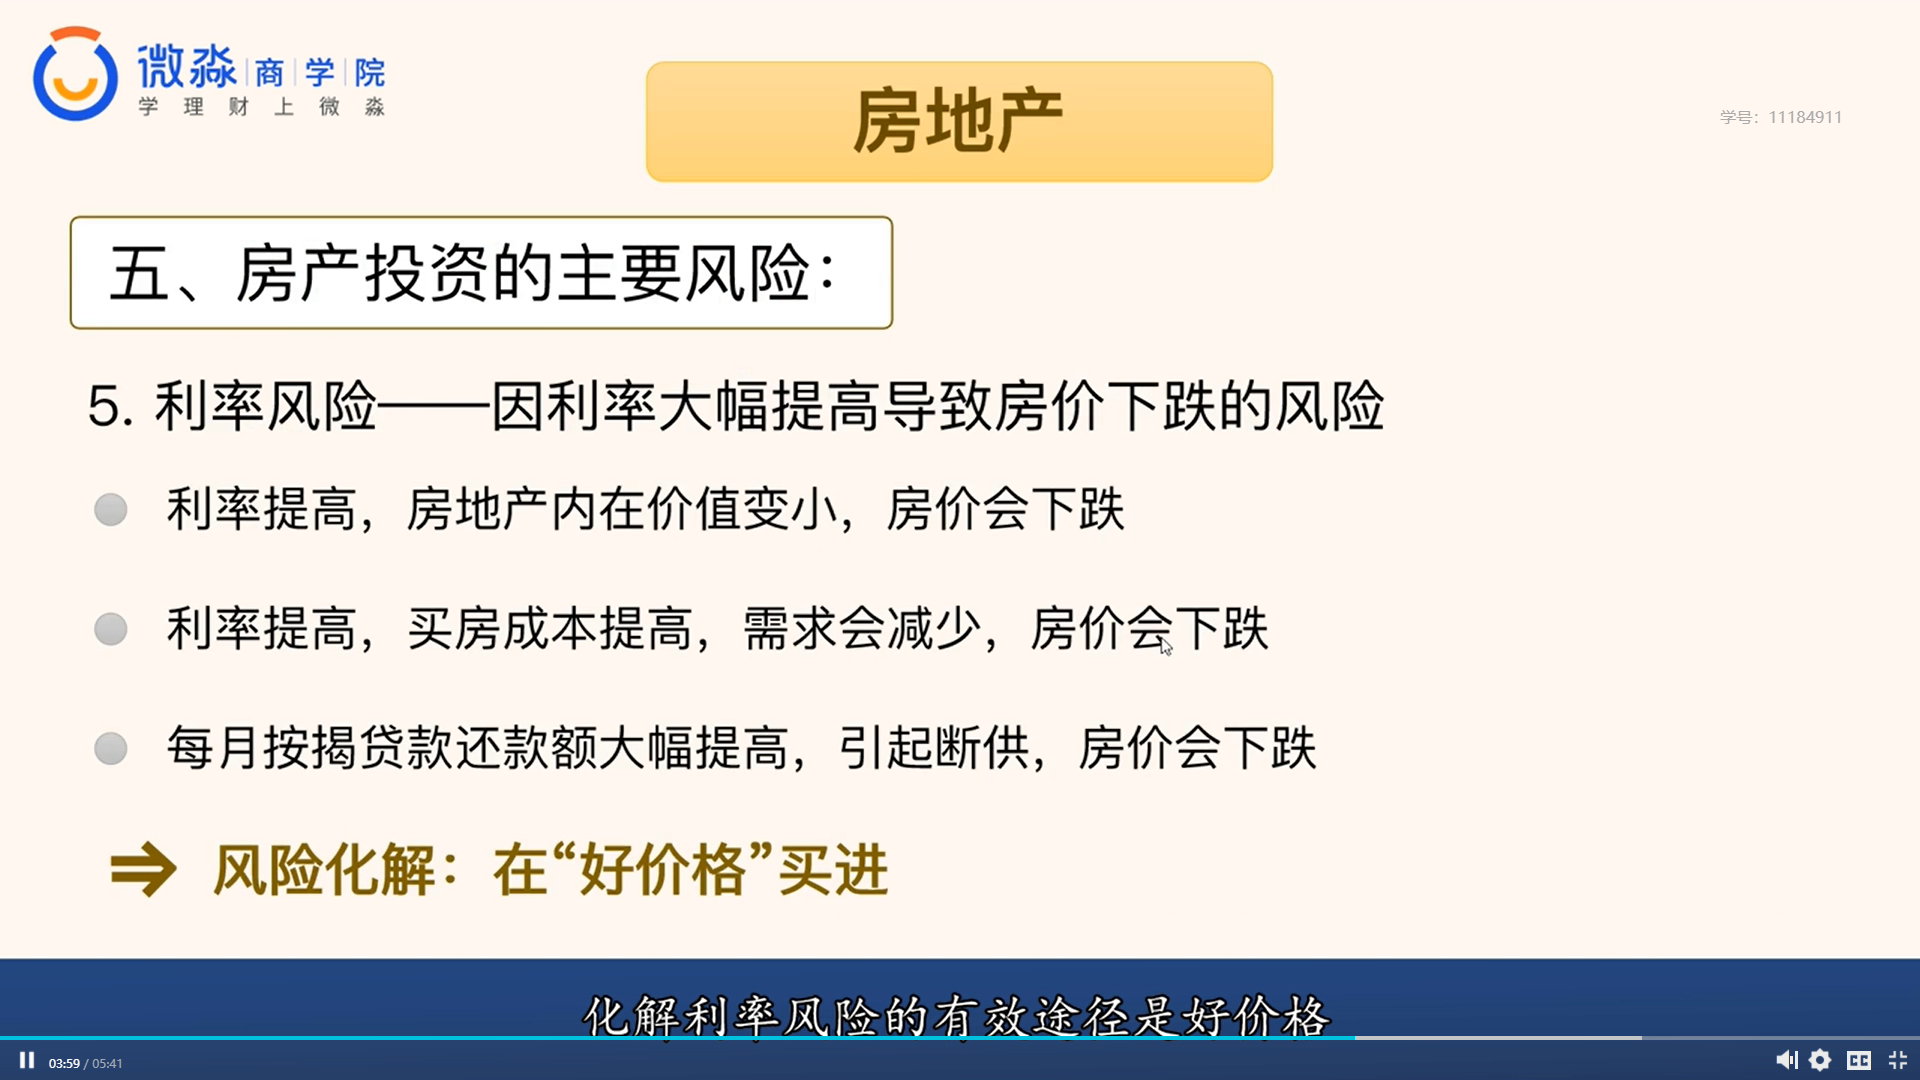 微淼商学院
学理财上微淼
房地产
学号：11184911
五、房产投资的主要风险：
5. 利率风险——因利率大幅提高导致房价下跌的风险
利率提高，房地产内在价值变小，房价会下跌
利率提高，买房成本提高，需求会减少，房价会下跌
每月按揭贷款还款额大幅提高，引起断供，房价会下跌
⇒ 风险化解：在“好价格”买进
化解利率风险的有效途径是好价格
03:59 / 05:41
CC